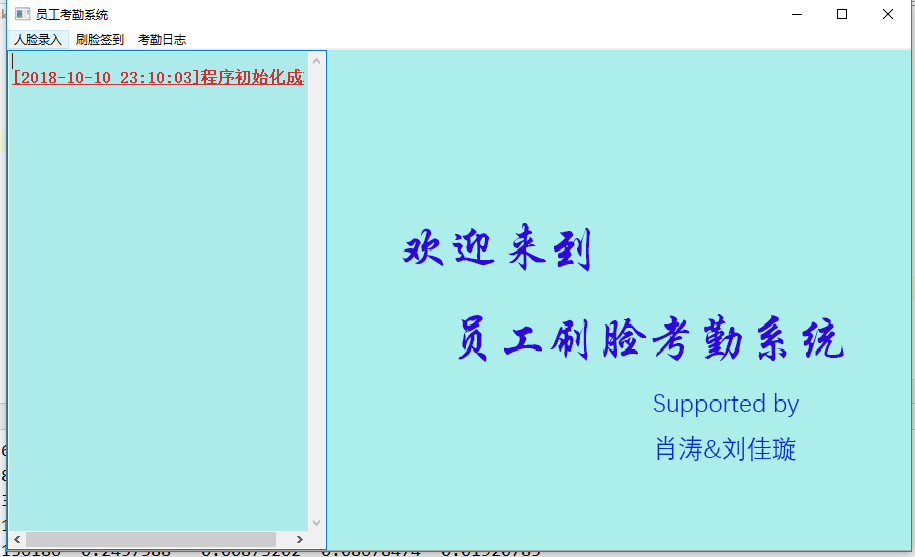 员工考勤系统
人脸录入 刷脸签到 考勤日志
[2018-10-10 23:10:03]程序初始化成
欢迎来到
员工刷脸考勤系统
Supported by
肖涛&刘佳璇